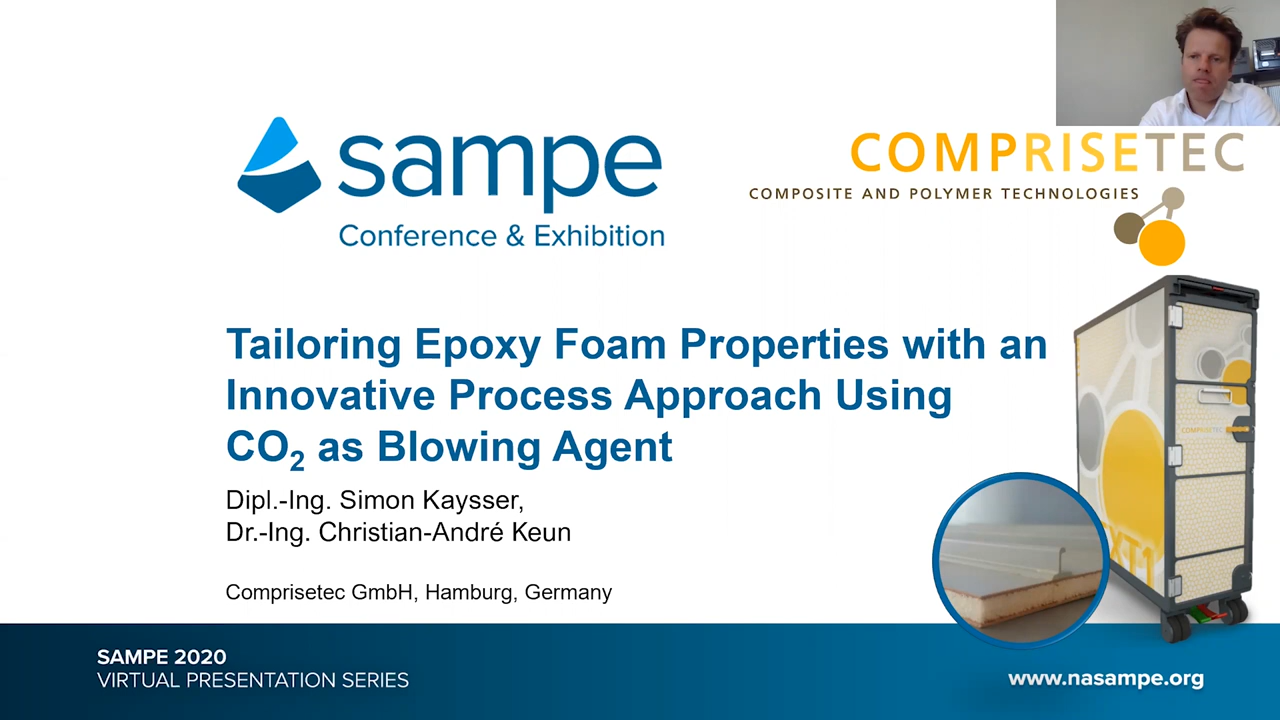 sampe
Conference & Exhibition
COMPRISETEC
COMPOSITE AND POLYMER TECHNOLOGIES
Tailoring Epoxy Foam Properties with an
Innovative Process Approach Using
CO₂ as Blowing Agent
Dipl.-Ing. Simon Kaysser,
Dr.-Ing. Christian-André Keun
Comprisetec GmbH, Hamburg, Germany
COMPRISETEC
SAMPE 2020
VIRTUAL PRESENTATION SERIES
www.nasampe.org